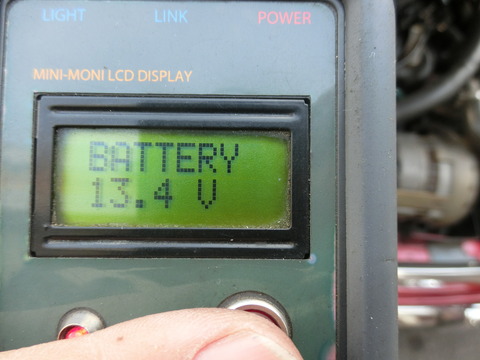 LIGHT LINK POWER
MINI-MONI LCD DISPLAY
BATTERY
13.4 V